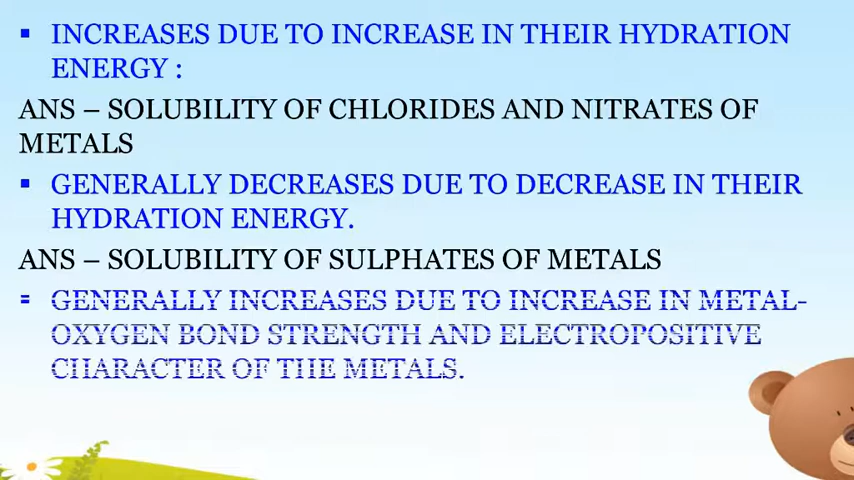 ▪ INCREASES DUE TO INCREASE IN THEIR HYDRATION
ENERGY :
ANS – SOLUBILITY OF CHLORIDES AND NITRATES OF
METALS
▪ GENERALLY DECREASES DUE TO DECREASE IN THEIR
HYDRATION ENERGY.
ANS – SOLUBILITY OF SULPHATES OF METALS
▪ GENERALLY INCREASES DUE TO INCREASE IN METAL-
OXYGEN BOND STRENGTH AND ELECTROPOSITIVE
CHARACTER OF THE METALS.